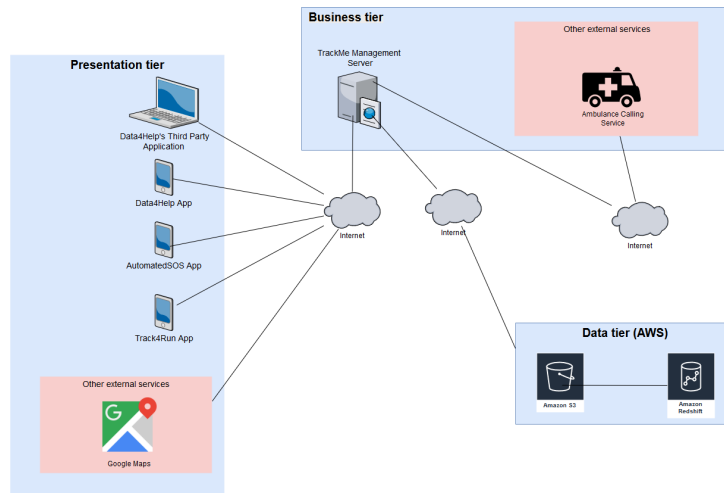 Business tier
Other external services
TrackMe Management
Server
Ambulance Calling
Service
Presentation tier
Data4Help's Third Party
Application
Data4Help App
AutomatedSOS App
Track4Run App
Other external services
G
Google Maps
Internet
Internet
Internet
Data tier (AWS)
Amazon S3
Amazon
Redshift